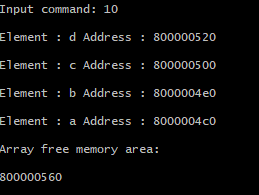 Input command: 10
Element : d Address : 800000520
Element : c Address : 800000500
Element : b Address : 8000004e0
Element : a Address : 8000004c0
Array free memory area:
800000560